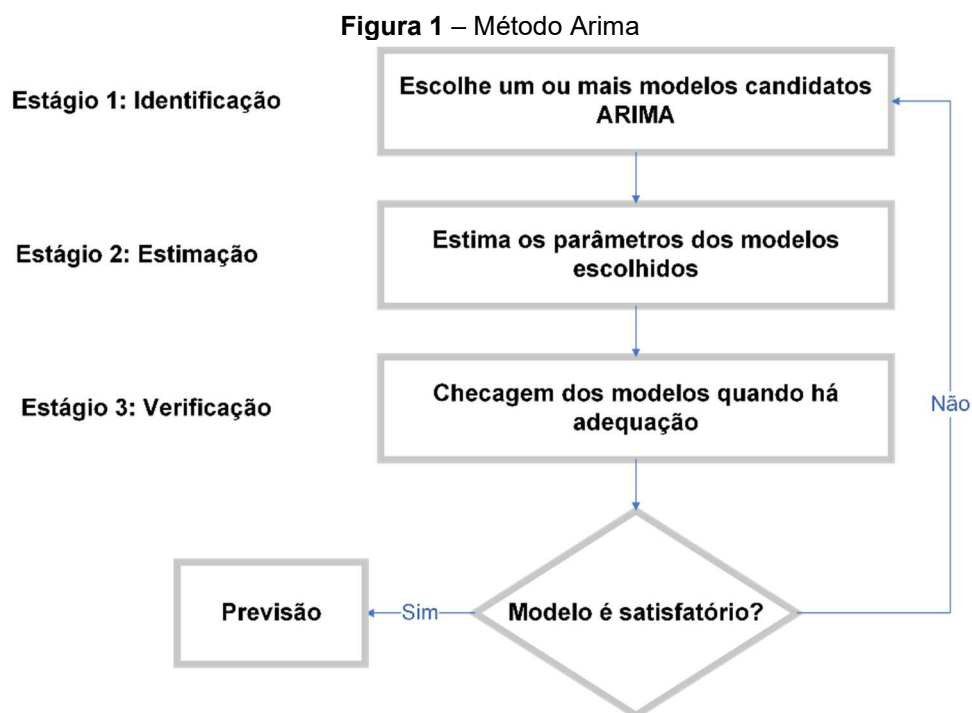 Figura 1 – Método Arima
Estágio 1: Identificação
Escolhe um ou mais modelos candidatos
ARIMA
Estágio 2: Estimação
Estima os parâmetros dos modelos
escolhidos
Estágio 3: Verificação
Checagem dos modelos quando há
adequação
Não
Previsão
Sim
Modelo é satisfatório?